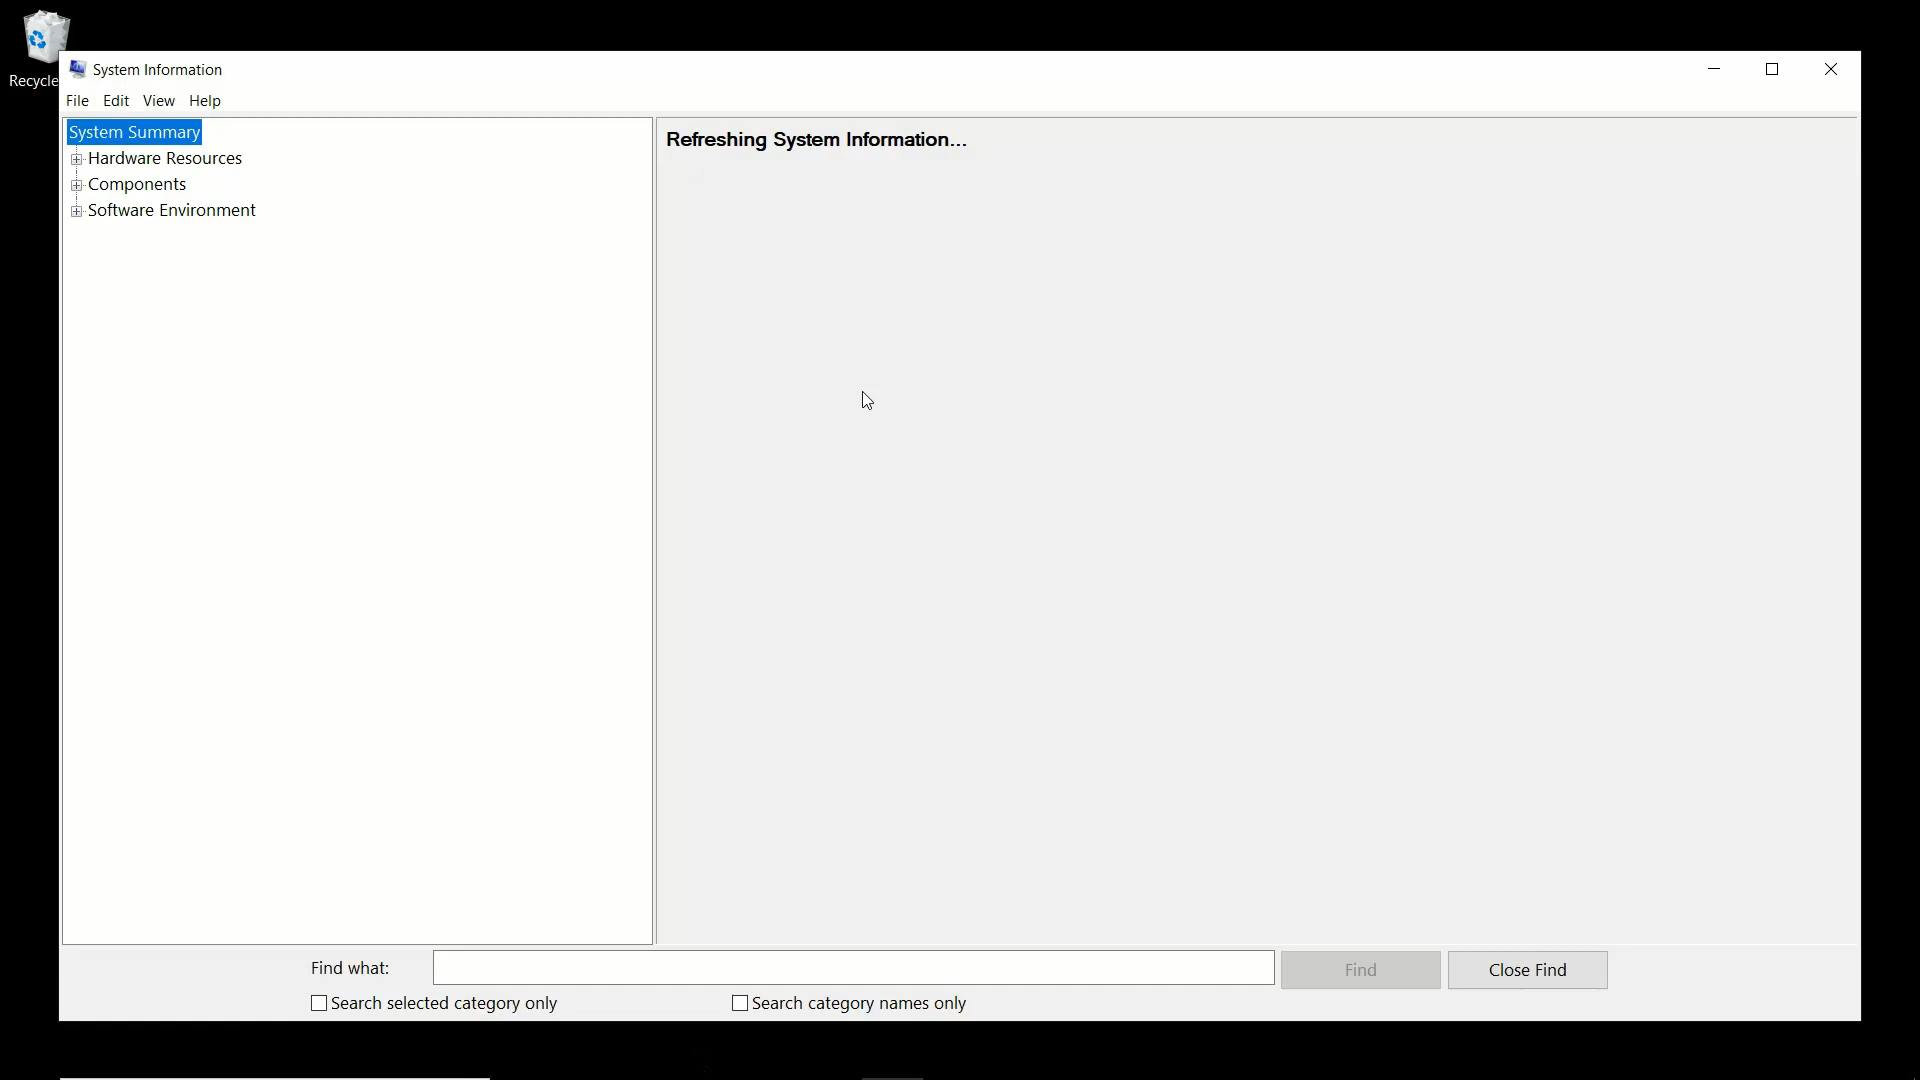 Recycle
System Information
File Edit View Help
System Summary
Hardware Resources
Components
Software Environment
Refreshing System Information...
Find what:
Find
Close Find
Search selected category only
Search category names only